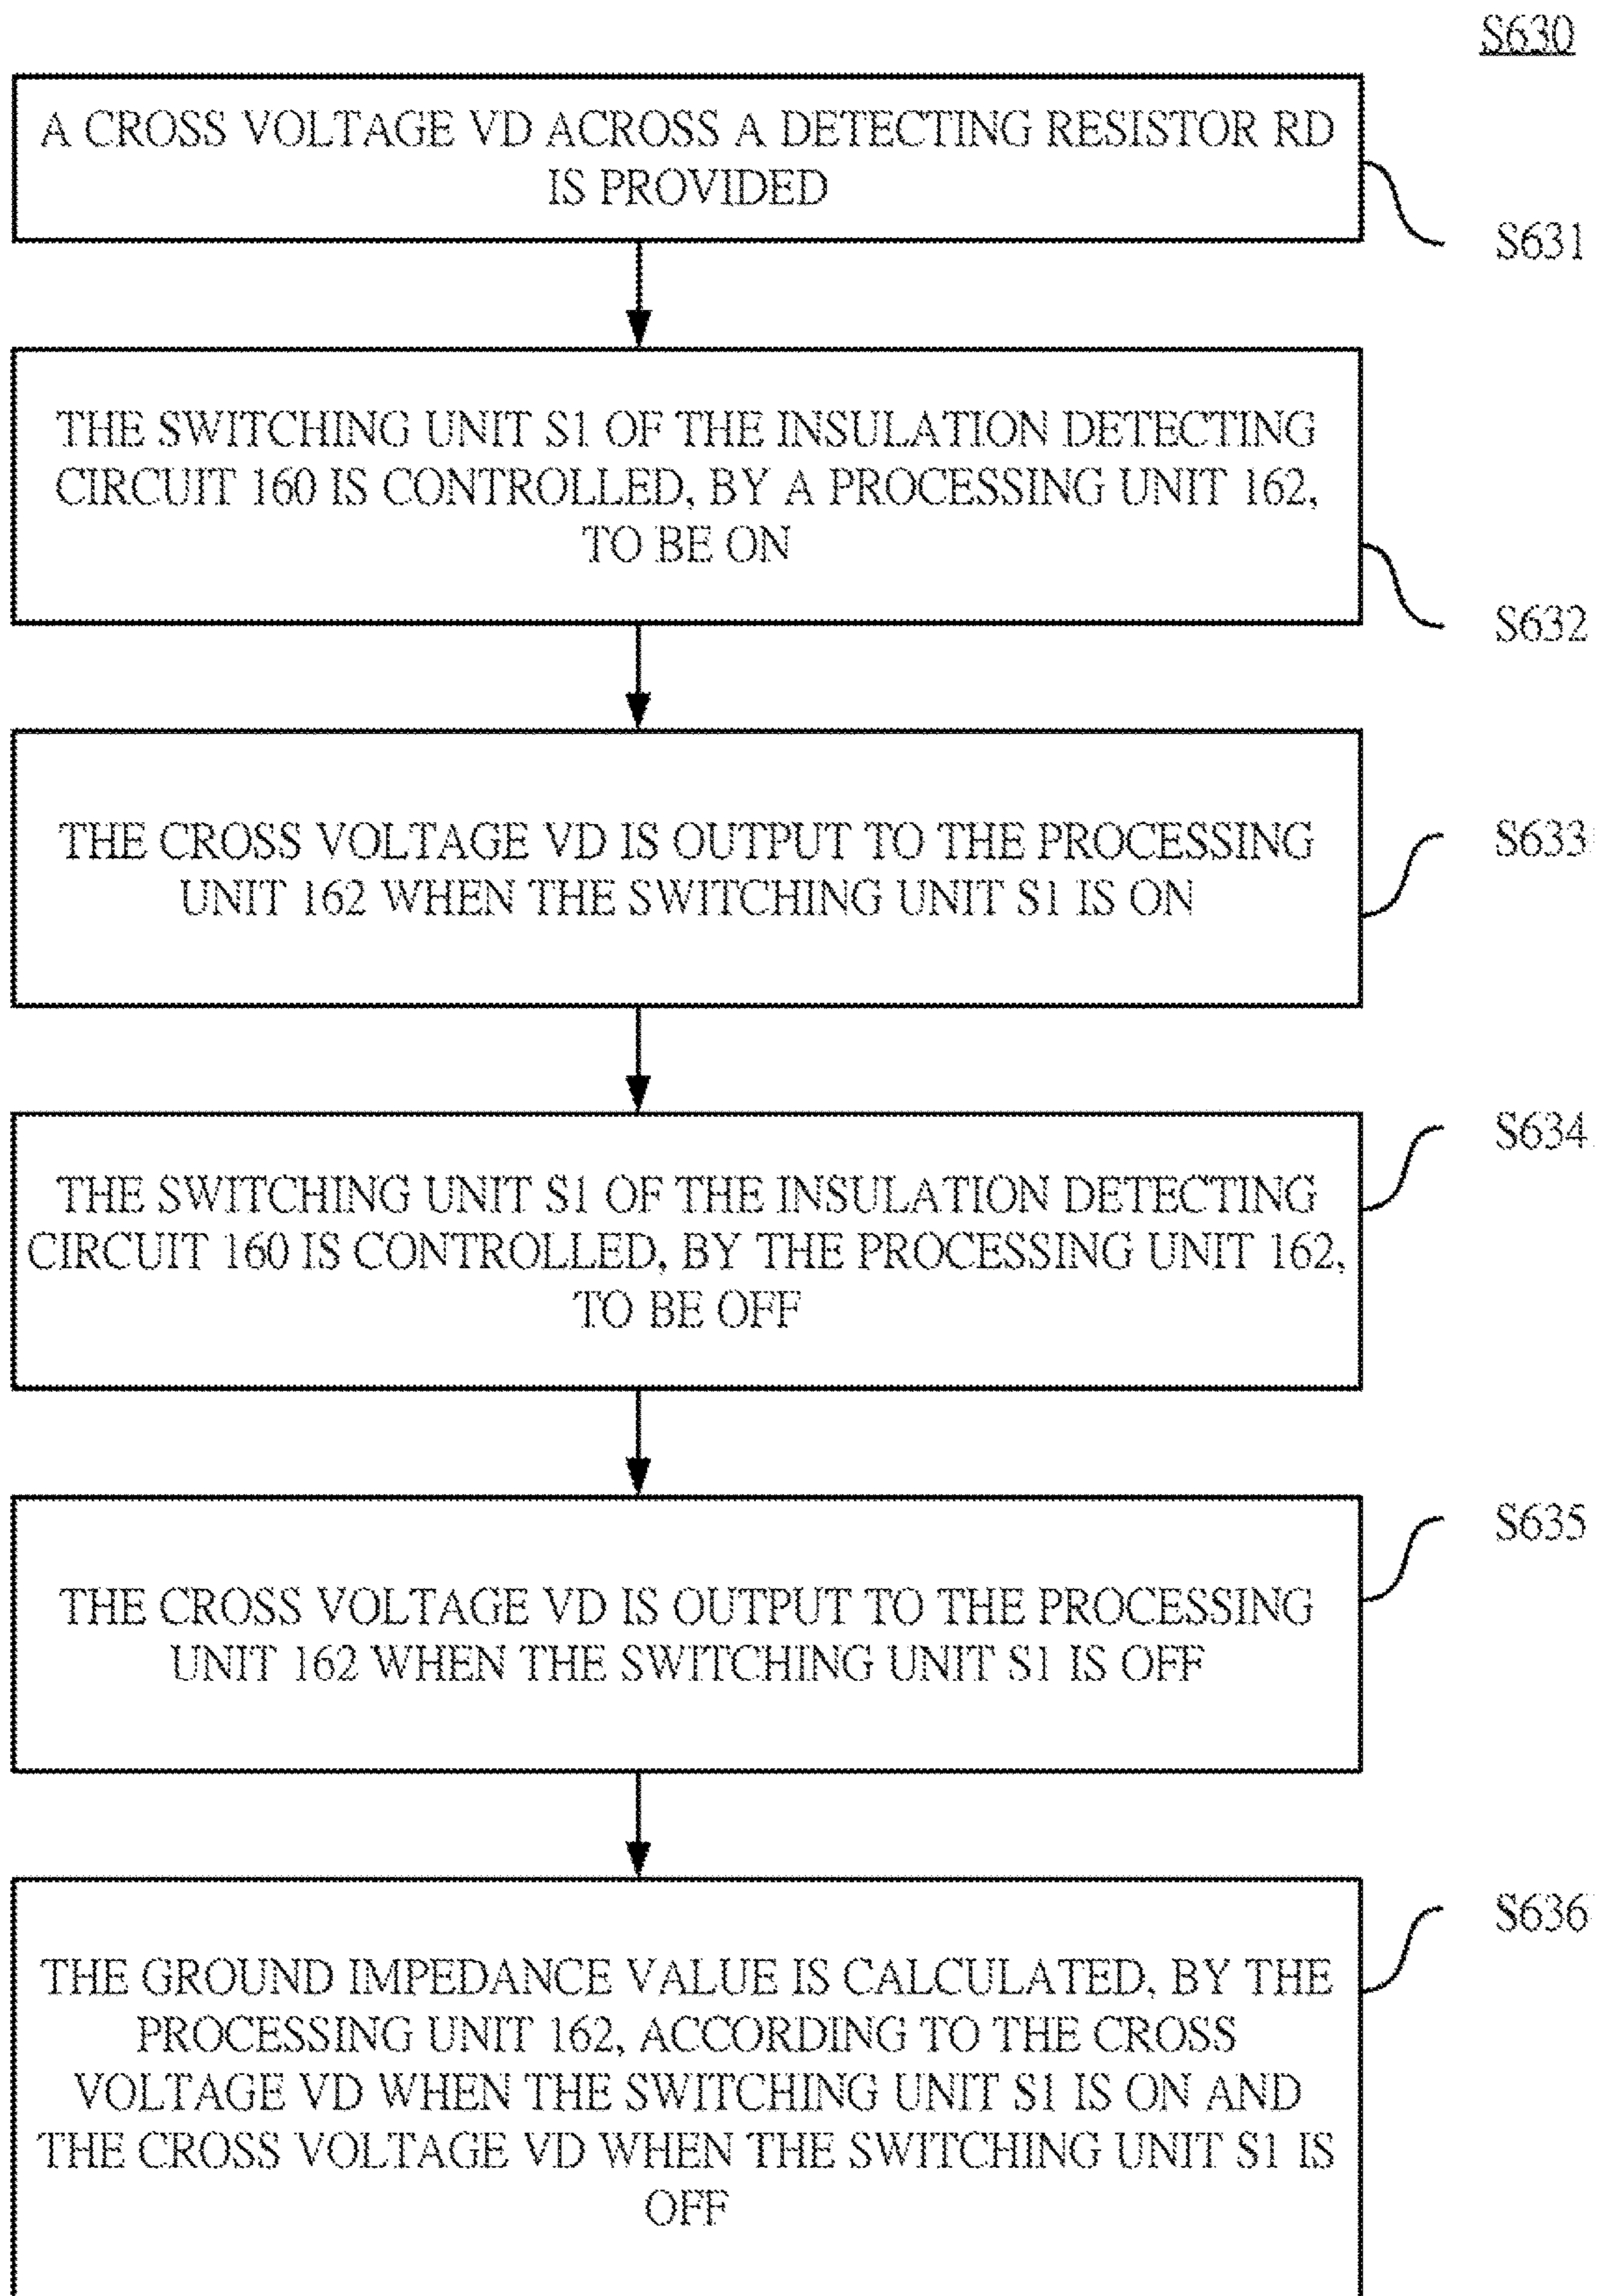 S630
A CROSS VOLTAGE VD ACROSS A DETECTING RESISTOR RD
IS PROVIDED
S631
THE SWITCHING UNIT S1 OF THE INSULATION DETECTING
CIRCUIT 160 IS CONTROLLED, BY A PROCESSING UNIT 162,
TO BE ON
S632
THE CROSS VOLTAGE VD IS OUTPUT TO THE PROCESSING
UNIT 162 WHEN THE SWITCHING UNIT S1 IS ON
S633
THE SWITCHING UNIT S1 OF THE INSULATION DETECTING
CIRCUIT 160 IS CONTROLLED, BY THE PROCESSING UNIT 162,
TO BE OFF
S634
THE CROSS VOLTAGE VD IS OUTPUT TO THE PROCESSING
UNIT 162 WHEN THE SWITCHING UNIT S1 IS OFF
S635
THE GROUND IMPEDANCE VALUE IS CALCULATED, BY THE
PROCESSING UNIT 162, ACCORDING TO THE CROSS
VOLTAGE VD WHEN THE SWITCHING UNIT S1 IS ON AND
THE CROSS VOLTAGE VD WHEN THE SWITCHING UNIT S1 IS
OFF
S636